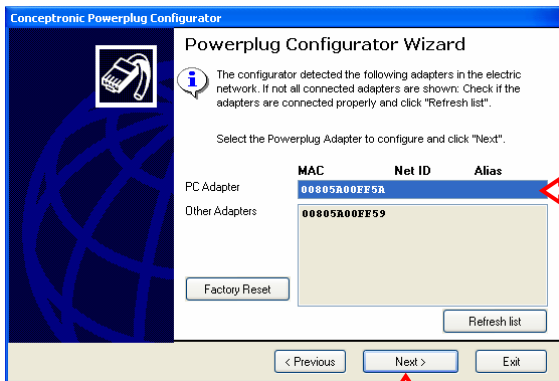 Conceptronic Powerplug Configurator
Powerplug Configurator Wizard
The configurator detected the following adapters in the electric
network. If not all connected adapters are shown: Check if the
adapters are connected properly and click "Refresh list".
Select the Powerplug Adapter to configure and click "Next".
MAC Net ID Alias
PC Adapter 00805A00FF5A
Other Adapters 00805A00FF59
Factory Reset
Refresh list
< Previous Next > Exit